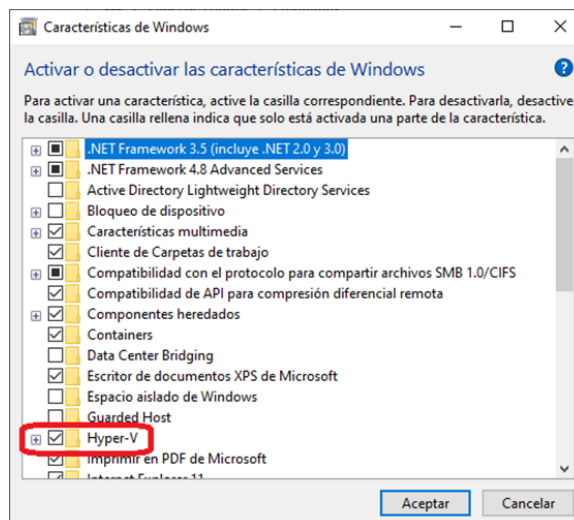 Características de Windows
Activar o desactivar las características de Windows
Para activar una característica, active la casilla correspondiente. Para desactivarla, desactive
la casilla. Una casilla rellena indica que solo está activada una parte de la característica.
.NET Framework 3.5 (incluye .NET 2.0 y 3.0)
.NET Framework 4.8 Advanced Services
Active Directory Lightweight Directory Services
Bloqueo de dispositivo
Características multimedia
Cliente de Carpetas de trabajo
Compatibilidad con el protocolo para compartir archivos SMB 1.0/CIFS
Compatibilidad de API para compresión diferencial remota
Componentes heredados
Containers
Data Center Bridging
Escritor de documentos XPS de Microsoft
Espacio aislado de Windows
Guarded Host
Hyper-V
Imprimir en PDF de Microsoft
Internet Explorer 11
Aceptar Cancelar